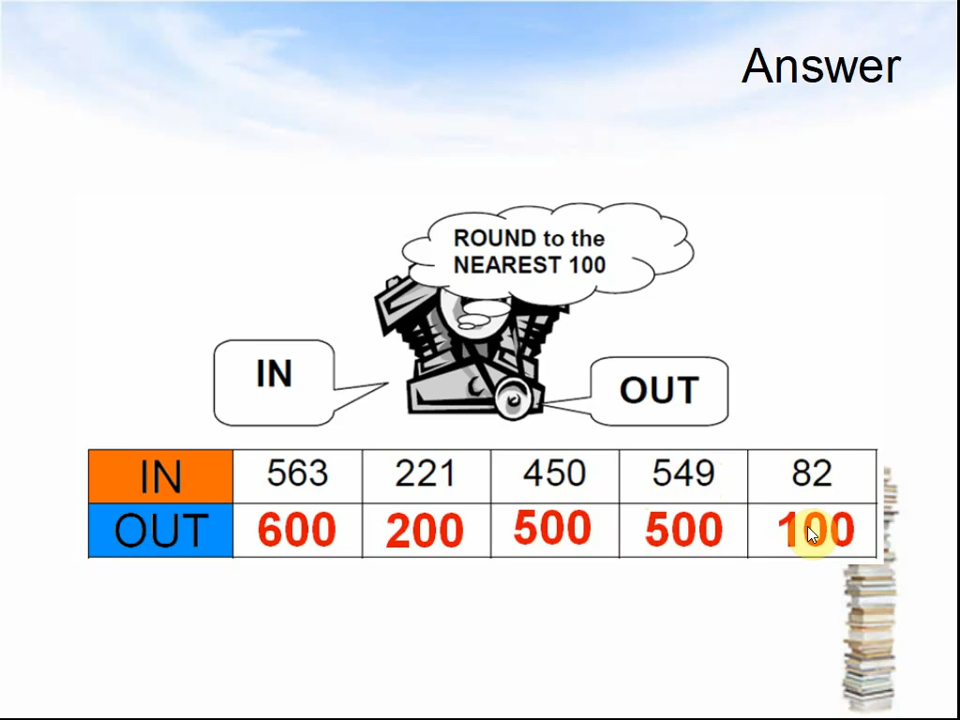 Answer
ROUND to the
NEAREST 100
IN
OUT
IN 563 221 450 549 82
OUT 600 200 500 500 100